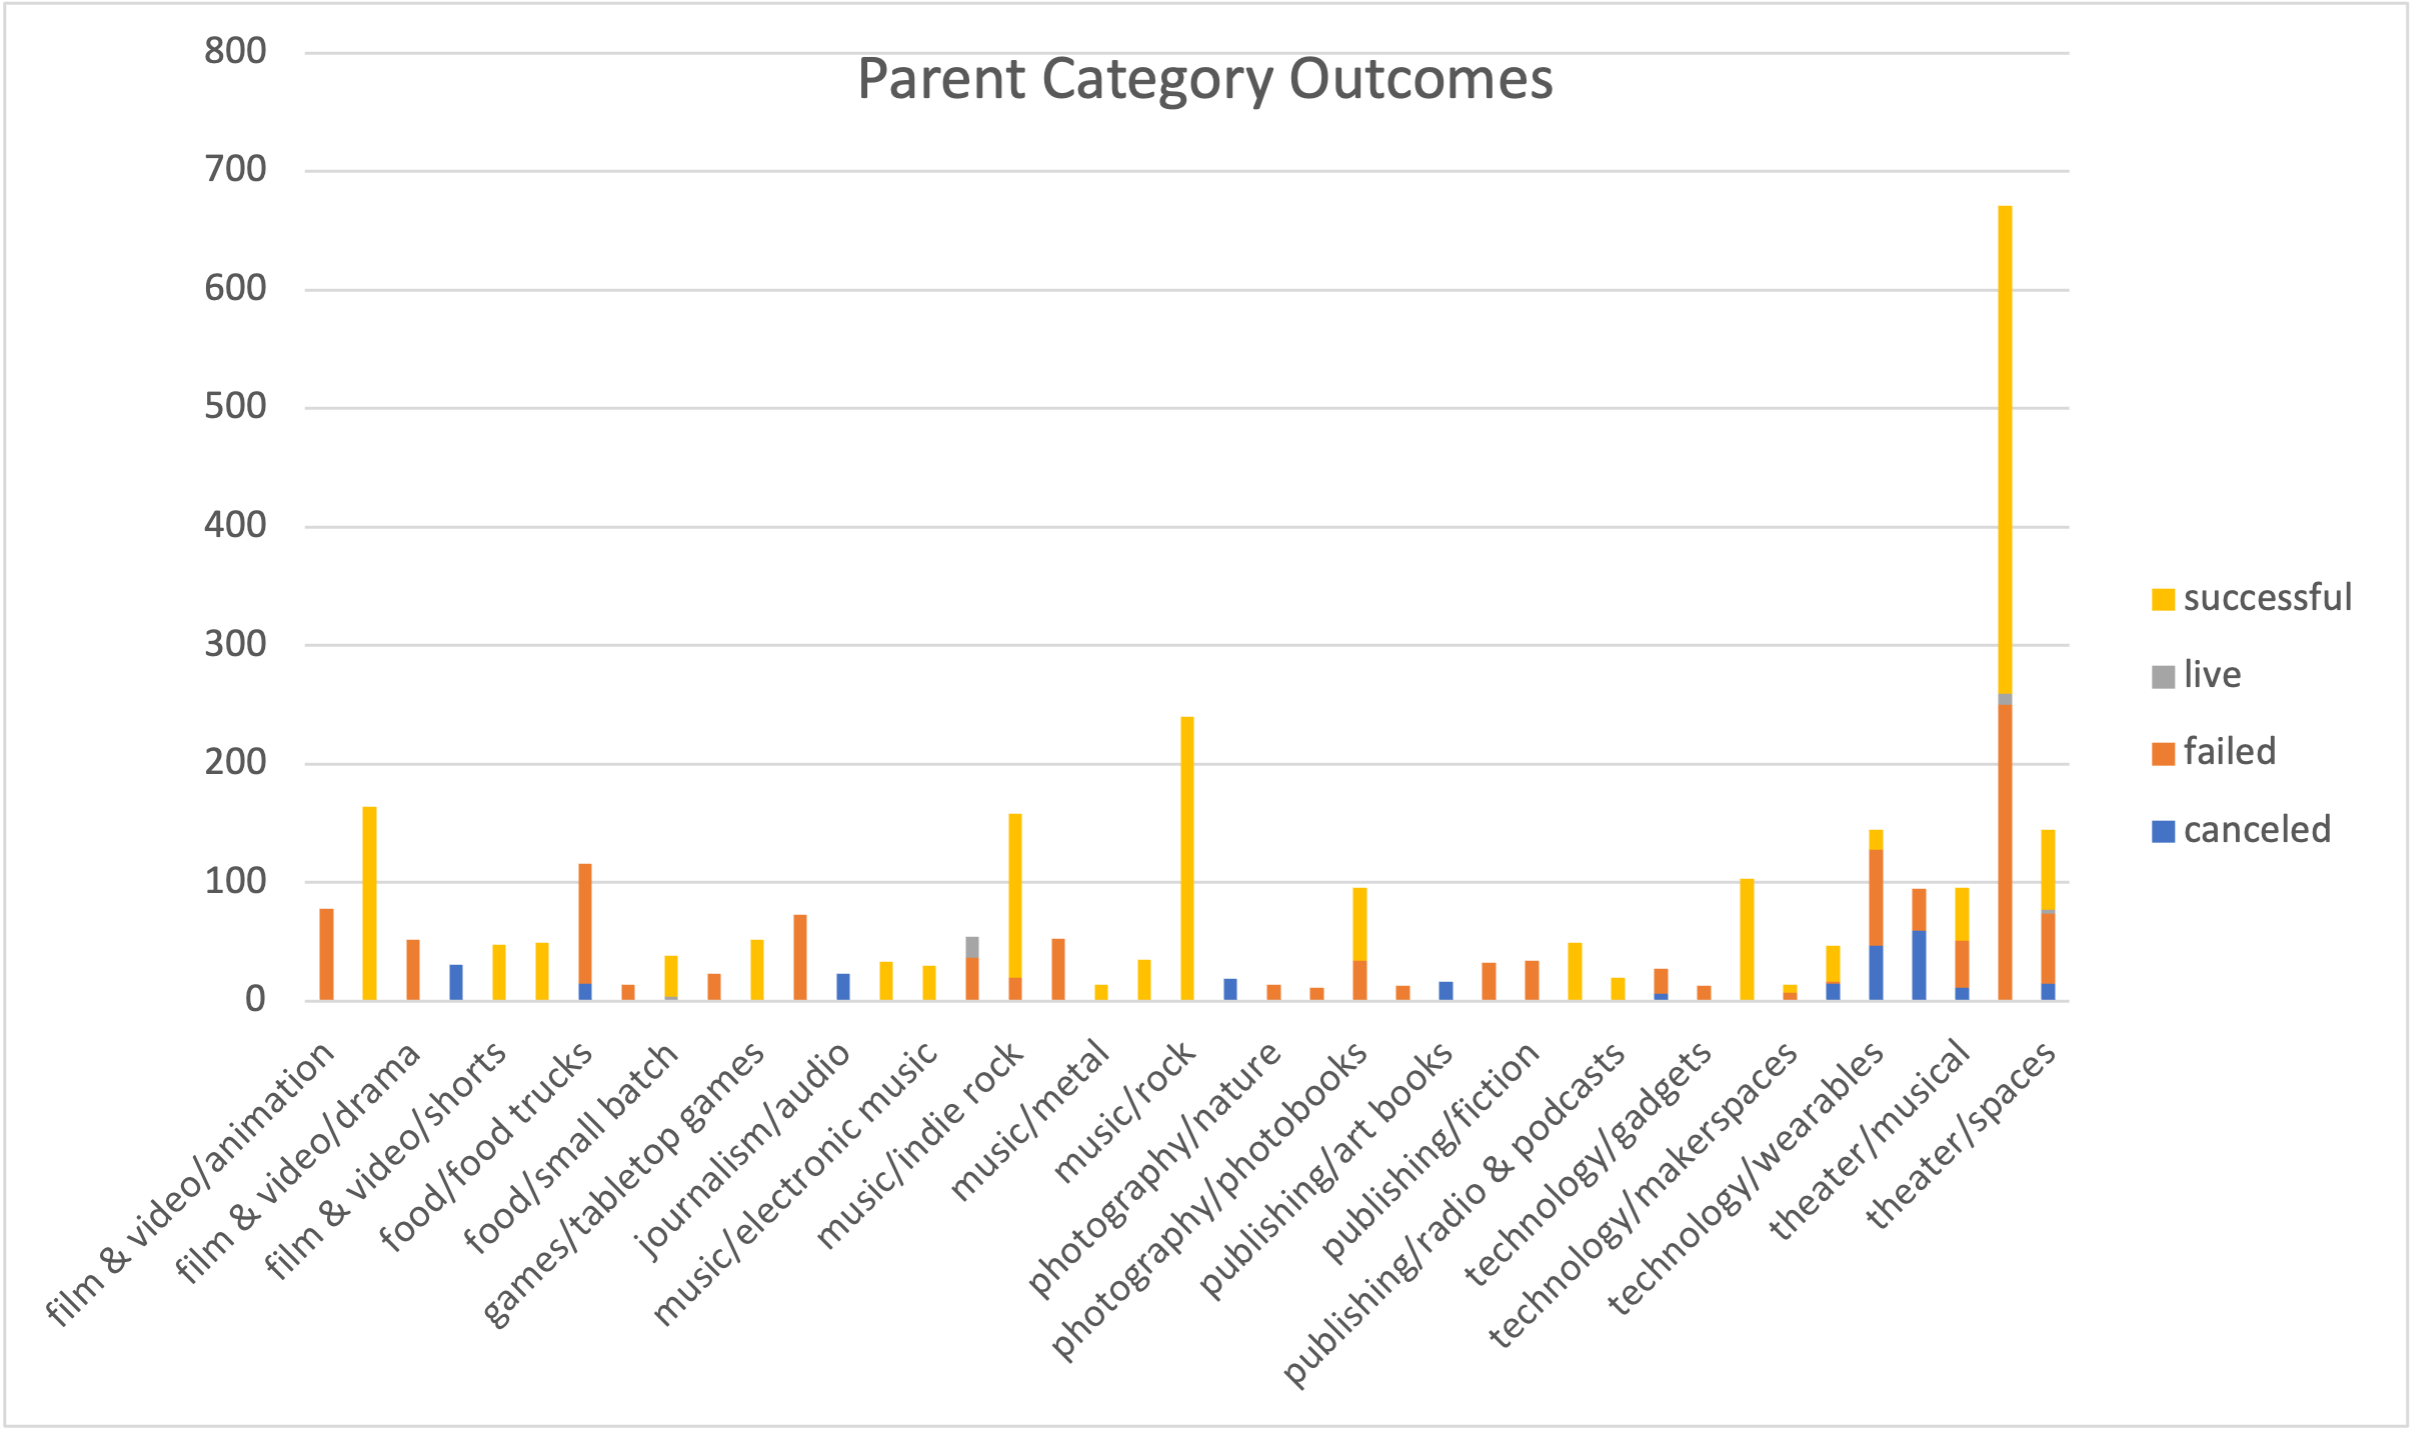 Parent Category Outcomes
800
700
600
500
400
300
200
100
0
film & video/animation
film & video/drama
film & video/shorts
food/food trucks
food/small batch
games/tabletop games
journalism/audio
music/electronic music
music/indie rock
music/metal
music/rock
photography/nature
photography/photobooks
publishing/art books
publishing/fiction
publishing/radio & podcasts
technology/gadgets
technology/makerspaces
technology/wearables
theater/musical
theater/spaces
successful
live
failed
canceled